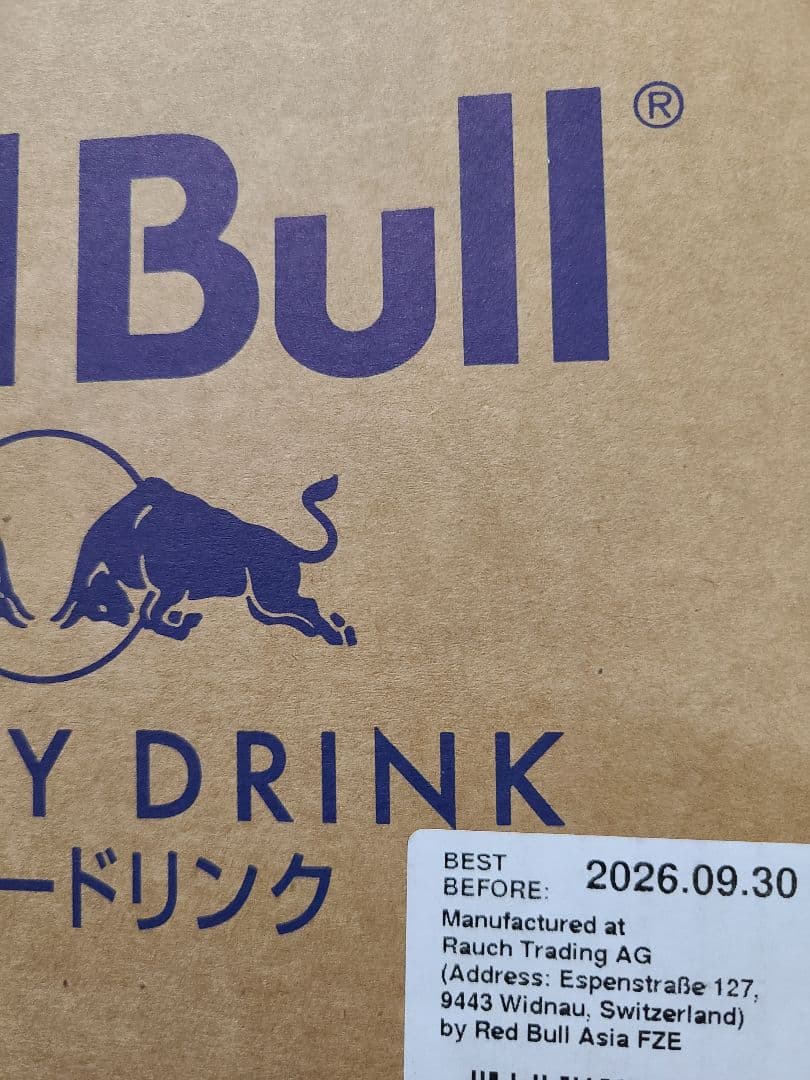 Bull®
Y DRINK
ードリンク
BEST
BEFORE: 2026.09.30
Manufactured at
Rauch Trading AG
(Address: Espenstraße 127,
9443 Widnau, Switzerland)
by Red Bull Asia FZE